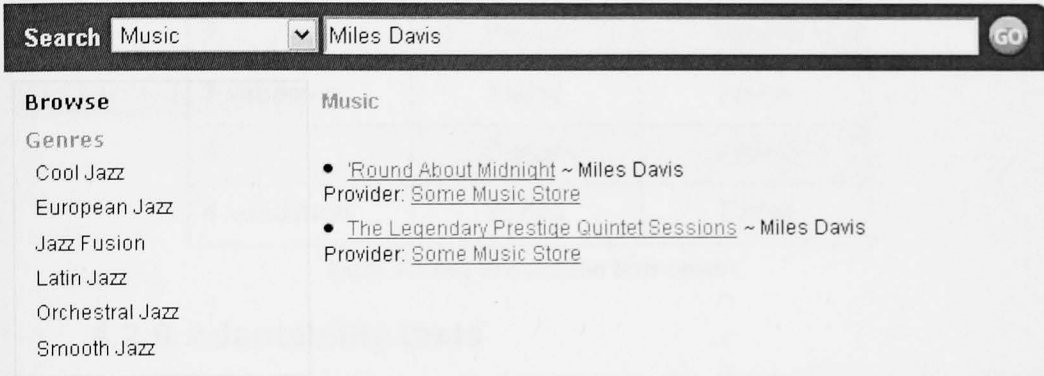 Search Music Miles Davis GO
Browse
Genres
Cool Jazz
European Jazz
Jazz Fusion
Latin Jazz
Orchestral Jazz
Smooth Jazz
Music
• 'Round About Midnight ~ Miles Davis
Provider: Some Music Store
• The Legendary Prestige Quintet Sessions ~ Miles Davis
Provider: Some Music Store